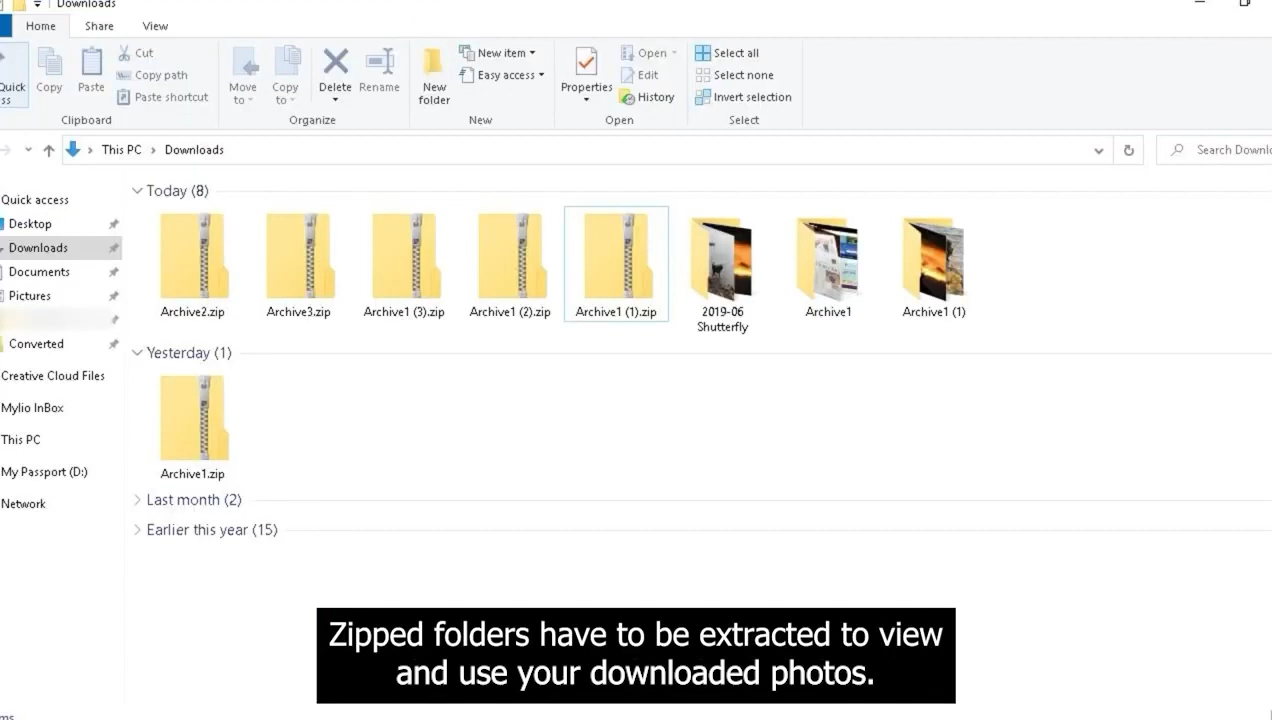 Downloads
Home Share View
Cut
Copy path
Paste shortcut
Quick
ss
Copy
Paste
Clipboard
Move
to
Copy
to
Delete
Rename
Organize
New
folder
New item
Easy access
New
Properties
Open
Edit
History
Open
Select all
Select none
Invert selection
Select
This PC > Downloads
Search Downl
Quick access
Desktop
Downloads
Documents
Pictures
Converted
Creative Cloud Files
Mylio InBox
This PC
My Passport (D:)
Network
Today (8)
Archive2.zip
Archive3.zip
Archive1 (3).zip
Archive1 (2).zip
Archive1 (1).zip
2019-06
Shutterfly
Archive1
Archive1 (1)
Yesterday (1)
Archive1.zip
Last month (2)
Earlier this year (15)
Zipped folders have to be extracted to view
and use your downloaded photos.
ms